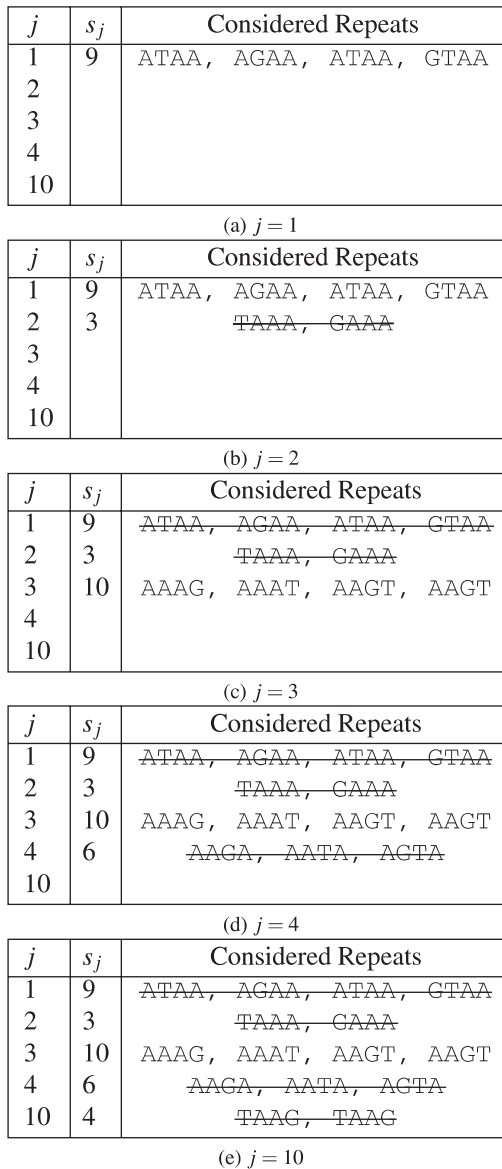 j s_j Considered Repeats
1 9 ATAA, AGAA, ATAA, GTAA
2
3
4
10
(a) j = 1
j s_j Considered Repeats
1 9 ATAA, AGAA, ATAA, GTAA
2 3 TAAA, GAAA
3
4
10
(b) j = 2
j s_j Considered Repeats
1 9 ATAA, AGAA, ATAA, GTAA
2 3 TAAA, GAAA
3 10 AAAG, AAAT, AAGT, AAGT
4
10
(c) j = 3
j s_j Considered Repeats
1 9 ATAA, AGAA, ATAA, GTAA
2 3 TAAA, GAAA
3 10 AAAG, AAAT, AAGT, AAGT
4 6 AAGA, AATA, AGTA
10
(d) j = 4
j s_j Considered Repeats
1 9 ATAA, AGAA, ATAA, GTAA
2 3 TAAA, GAAA
3 10 AAAG, AAAT, AAGT, AAGT
4 6 AAGA, AATA, AGTA
10 4 TAAG, TAAG
(e) j = 10